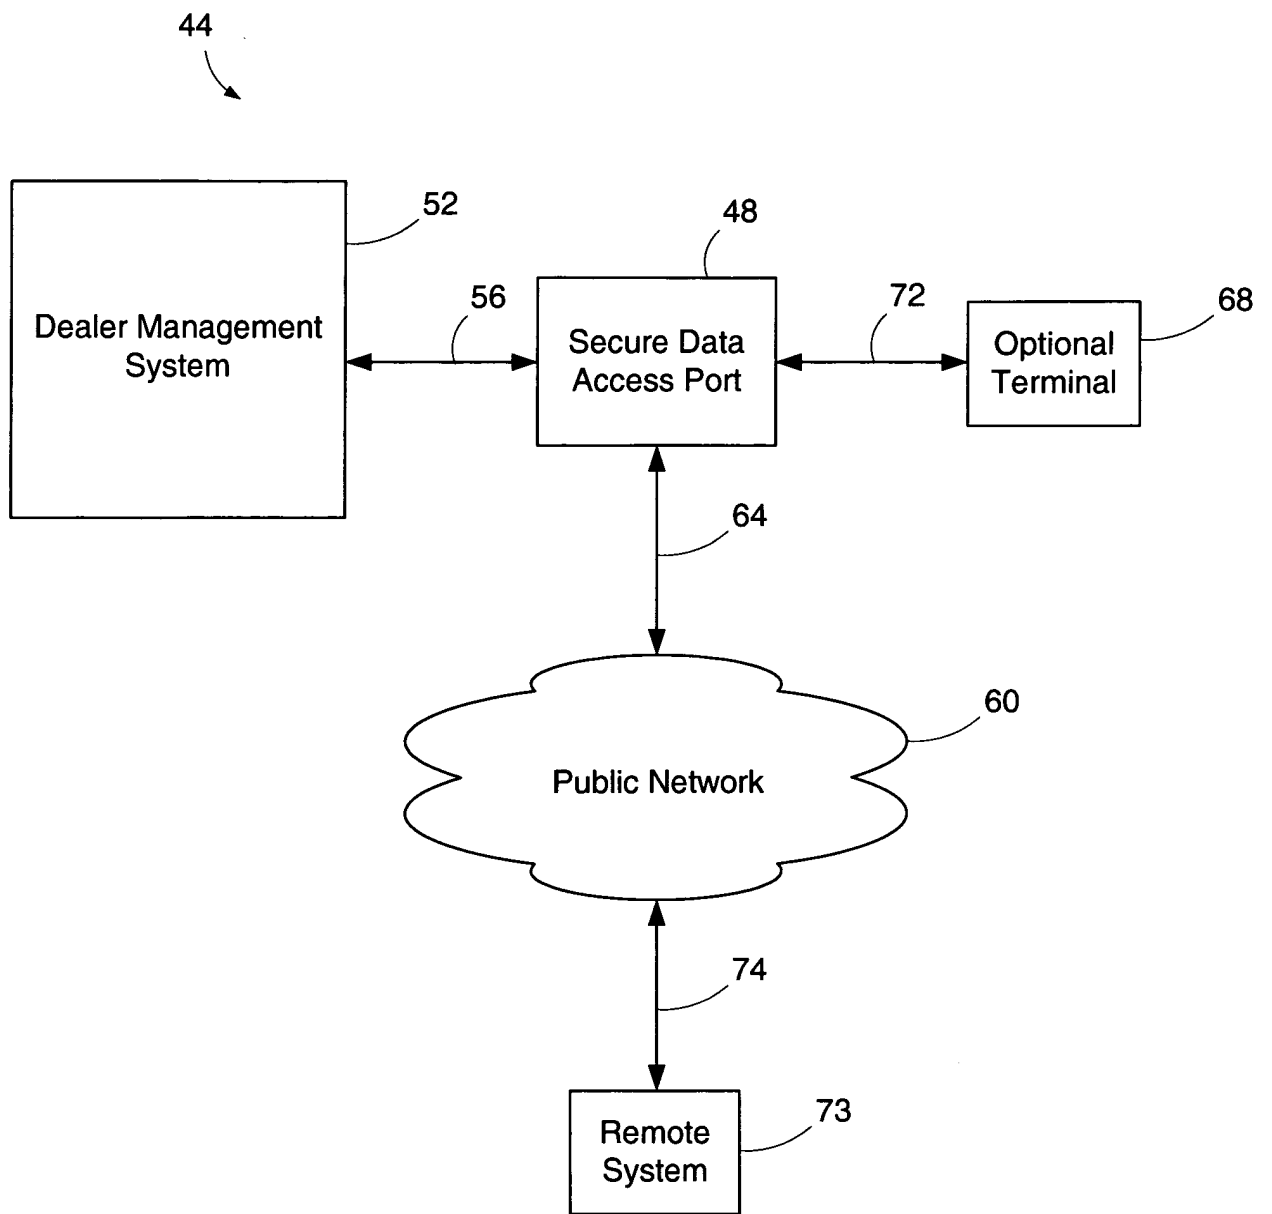 44
52
48
56
72
68
Dealer Management
System
Secure Data
Access Port
Optional
Terminal
64
60
Public Network
74
73
Remote
System